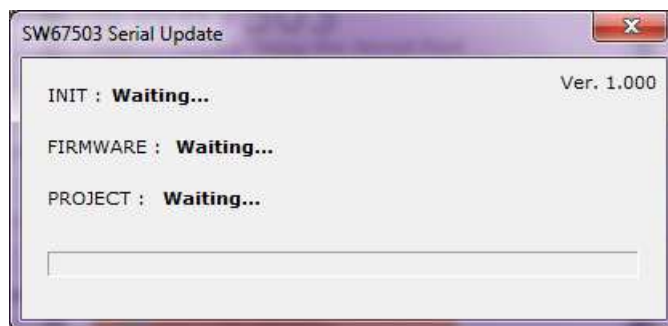 SW67503 Serial Update
Ver. 1.000
INIT : Waiting...
FIRMWARE : Waiting...
PROJECT : Waiting...